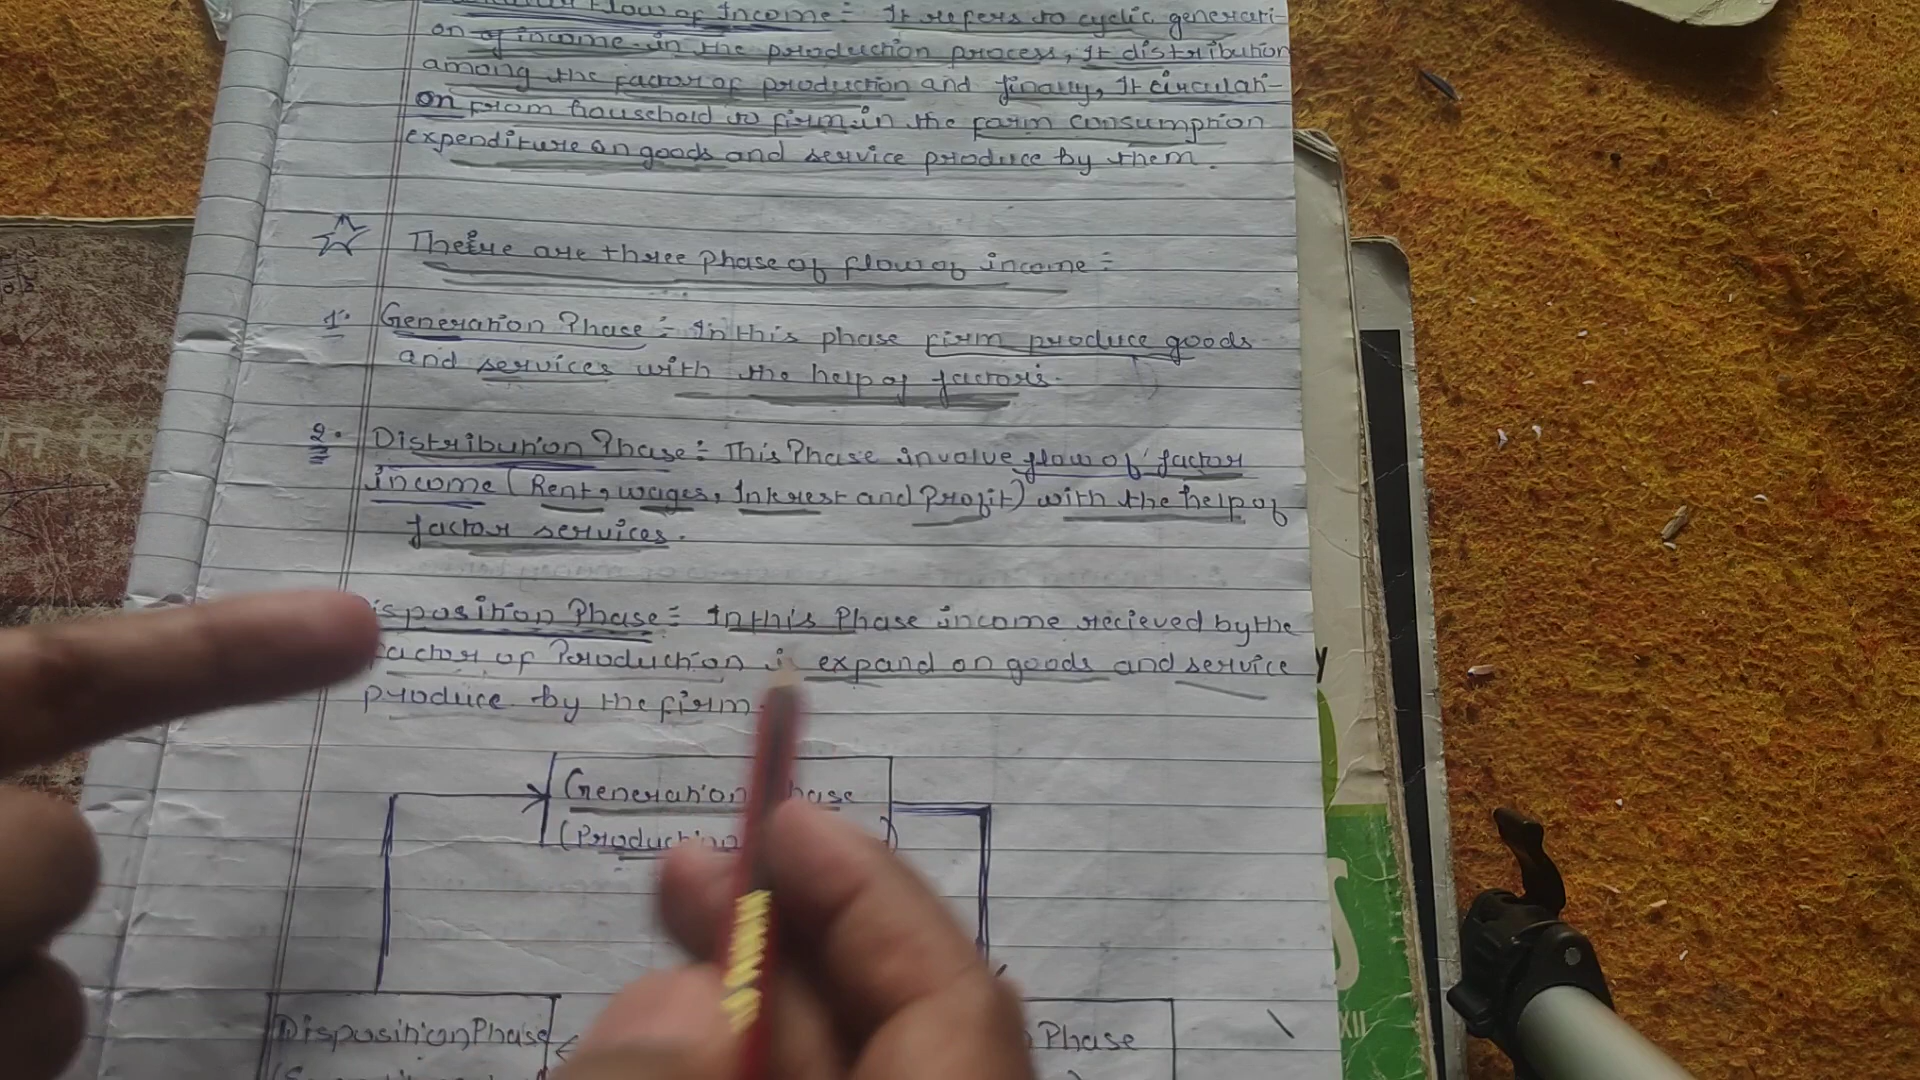 Flow of Income:- It refers to cyclic generati-
on of income in the production process, It distribution
among the factor of production and finally, It circulati-
on from household to firm in the form consumption
expenditure on goods and service produce by them.
There are three phase of flow of income:-
1. Generation Phase:- In this phase firm produce goods
and services with the help of factors.
2. Distribution Phase:- This Phase involve flow of factor
income (Rent, wages, Interest and Profit) with the help of
factor services.
isposition Phase:- In this Phase income recieved by the
factor of Production is expand on goods and service
produce by the firm.
Generation Phase
(Production
Disposition Phase
Phase
XII